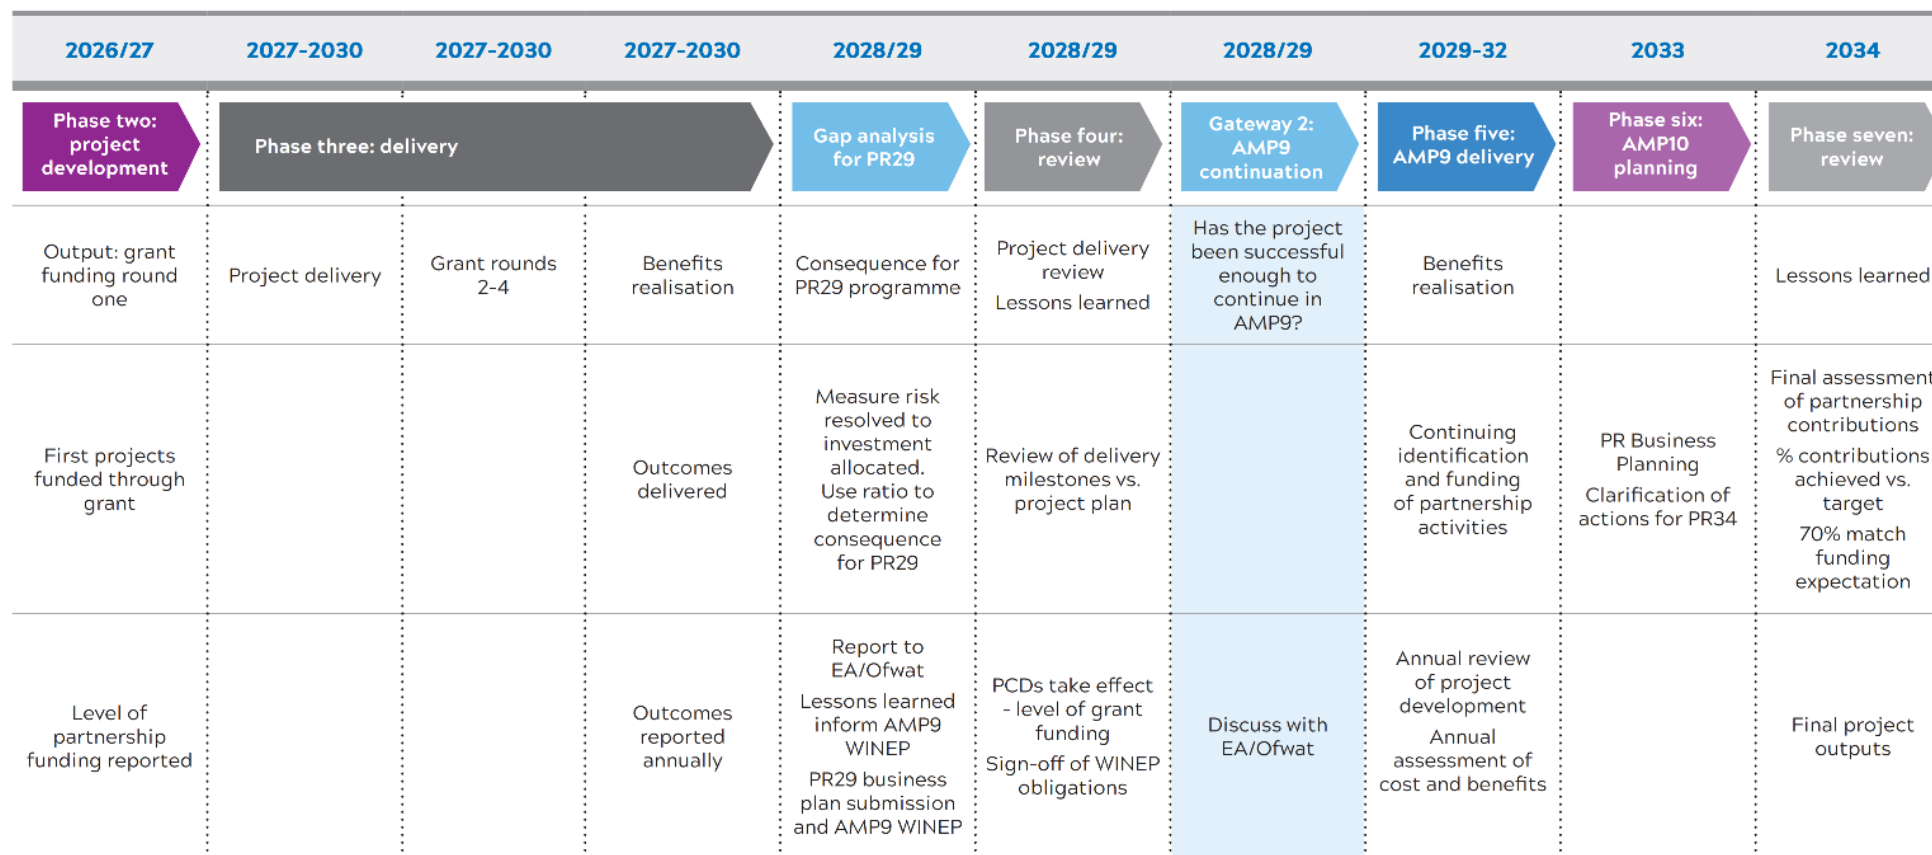 2026/27
2027-2030
2027-2030
2027-2030
2028/29
2028/29
2028/29
2029-32
2033
2034
Phase two:
project
development
Phase three: delivery
Gap analysis
for PR29
Phase four:
review
Gateway 2:
AMP9
continuation
Phase five:
AMP9 delivery
Phase six:
AMP10
planning
Phase seven:
review
Output: grant
funding round
one
Project delivery
Grant rounds
2-4
Benefits
realisation
Consequence for
PR29 programme
Project delivery
review
Lessons learned
Has the project
been successful
enough to
continue in
AMP9?
Benefits
realisation
Lessons learned
First projects
funded through
grant
Outcomes
delivered
Measure risk
resolved to
investment
allocated.
Use ratio to
determine
consequence
for PR29
Review of delivery
milestones vs.
project plan
Continuing
identification
and funding
of partnership
activities
PR Business
Planning
Clarification of
actions for PR34
Final assessment
of partnership
contributions
% contributions
achieved vs.
target
70% match
funding
expectation
Level of
partnership
funding reported
Outcomes
reported
annually
Report to
EA/Ofwat
Lessons learned
inform AMP9
WINEP
PR29 business
plan submission
and AMP9 WINEP
PCDs take effect
- level of grant
funding
Sign-off of WINEP
obligations
Discuss with
EA/Ofwat
Annual review
of project
development
Annual
assessment of
cost and benefits
Final project
outputs